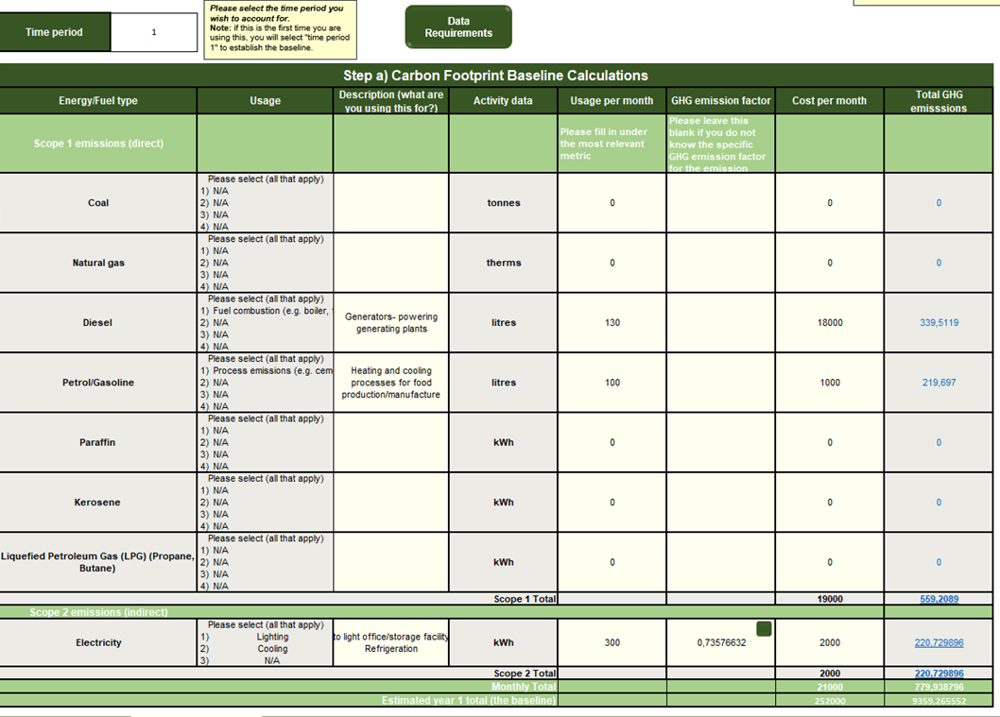 Please select the time period you
wish to account for.
Note: if this is the first time you are
using this, you will select "time period
1" to establish the baseline.
Time period
1
Data
Requirements
Step a) Carbon Footprint Baseline Calculations
Energy/Fuel type
Usage
Description (what are
you using this for?)
Activity data
Usage per month
GHG emission factor
Cost per month
Total GHG
emisssions
Scope 1 emissions (direct)
Please fill in under
the most relevant
metric
Please leave this
blank if you do not
know the specific
GHG emission factor
for the emission
Coal
Please select (all that apply)
1) N/A
2) N/A
3) N/A
4) N/A
tonnes
0
0
0
Natural gas
Please select (all that apply)
1) N/A
2) N/A
3) N/A
4) N/A
therms
0
0
0
Diesel
Please select (all that apply)
1) Fuel combustion (e.g. boiler,
2) N/A
3) N/A
4) N/A
Generators- powering
generating plants
litres
130
18000
339,5119
Petrol/Gasoline
Please select (all that apply)
1) Process emissions (e.g. cem
2) N/A
3) N/A
4) N/A
Heating and cooling
processes for food
production/manufacture
litres
100
1000
219,697
Paraffin
Please select (all that apply)
1) N/A
2) N/A
3) N/A
4) N/A
kWh
0
0
0
Kerosene
Please select (all that apply)
1) N/A
2) N/A
3) N/A
4) N/A
kWh
0
0
0
Liquefied Petroleum Gas (LPG) (Propane,
Butane)
Please select (all that apply)
1) N/A
2) N/A
3) N/A
4) N/A
kWh
0
0
0
Scope 1 Total
19000
559,2089
Scope 2 emissions (indirect)
Electricity
Please select (all that apply)
1) Lighting
2) Cooling
3) N/A
to light office/storage facility
Refrigeration
kWh
300
0,73576632
2000
220,729896
Scope 2 Total
2000
220,729896
Monthly Total
21000
779,938796
Estimated year 1 total (the baseline)
252000
9359,265552